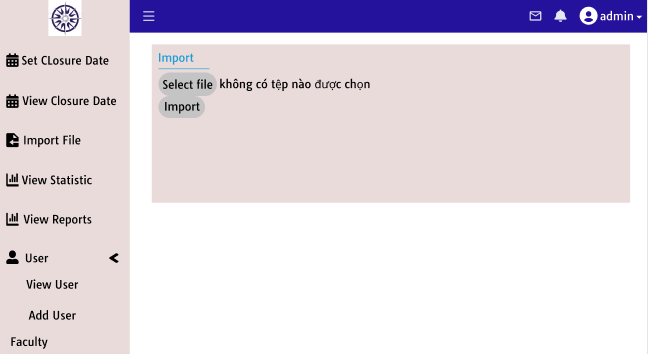 admin
Set CLosure Date
View Closure Date
Import File
View Statistic
View Reports
User
View User
Add User
Faculty
Import
Select file không có tệp nào được chọn
Import